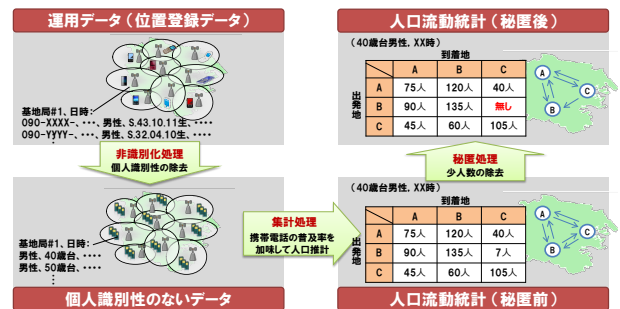 運用データ（位置登録データ）
基地局#1、日時：
090-XXXX-、・・・、男性、S.43.10.11生、・・・・
090-YYYY-、・・・、男性、S.32.04.10生、・・・・
：
非識別化処理
個人識別性の除去
基地局#1、日時：
男性、40歳台、・・・・
男性、50歳台、・・・・
：
個人識別性のないデータ
集計処理
携帯電話の普及率を
加味して人口推計
人口流動統計（秘匿後）
（40歳台男性，XX時）
到着地
出発地
A B C
A 75人 120人 40人
B 90人 135人 無し
C 45人 60人 105人
A
B
C
秘匿処理
少人数の除去
（40歳台男性，XX時）
到着地
出発地
A B C
A 75人 120人 40人
B 90人 135人 7人
C 45人 60人 105人
A
B
C
人口流動統計（秘匿前）